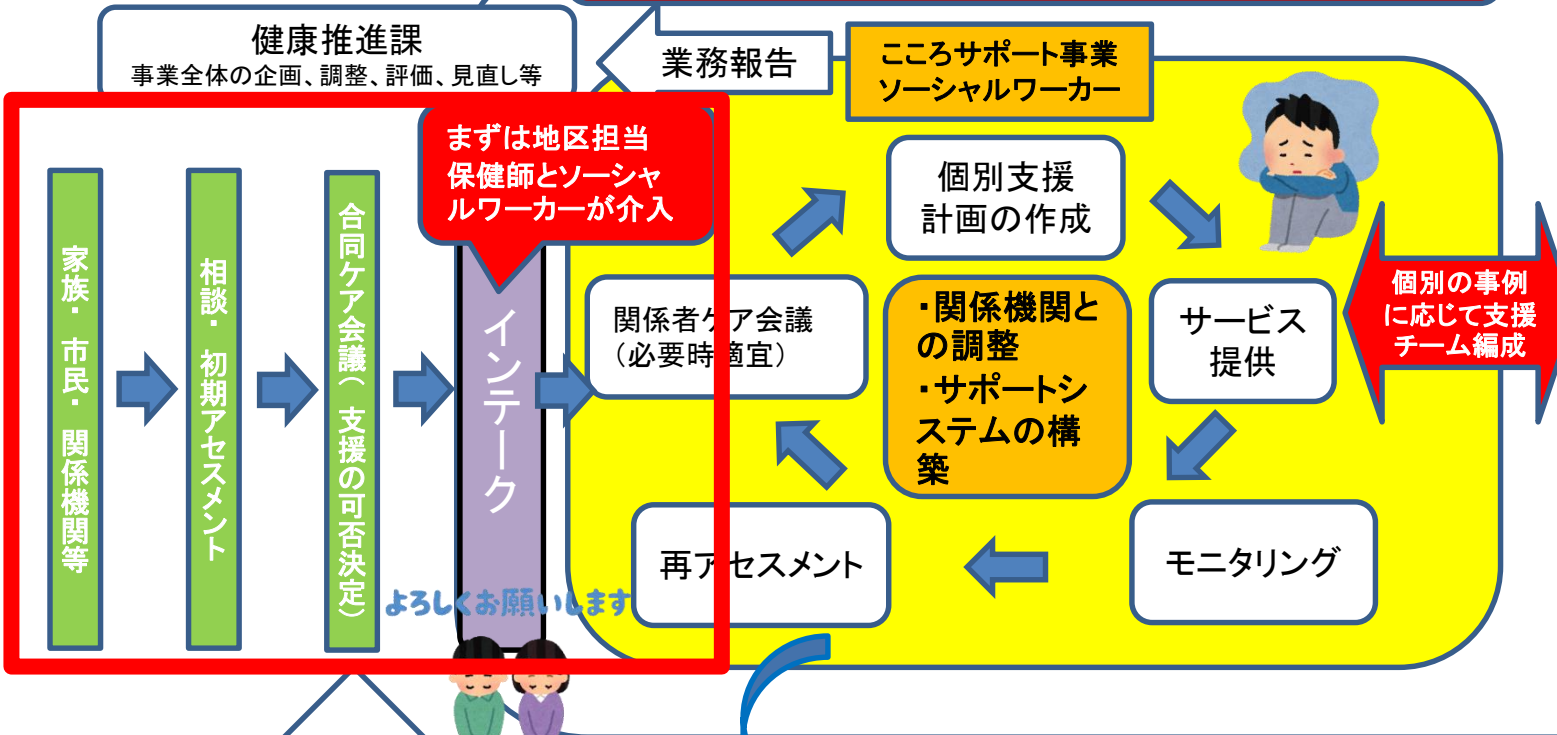 健康推進課
事業全体の企画、調整、評価、見直し等
業務報告
こころサポート事業
ソーシャルワーカー
まずは地区担当
保健師とソーシャ
ルワーカーが介入
家族・市民・関係機関等
相談・初期アセスメント
合同ケア会議(支援の可否決定)
インテーク
よろしくお願いします
関係者ケア会議
(必要時適宜)
個別支援
計画の作成
・関係機関と
の調整
・サポートシ
ステムの構
築
サービス
提供
個別の事例
に応じて支援
チーム編成
再アセスメント
モニタリング